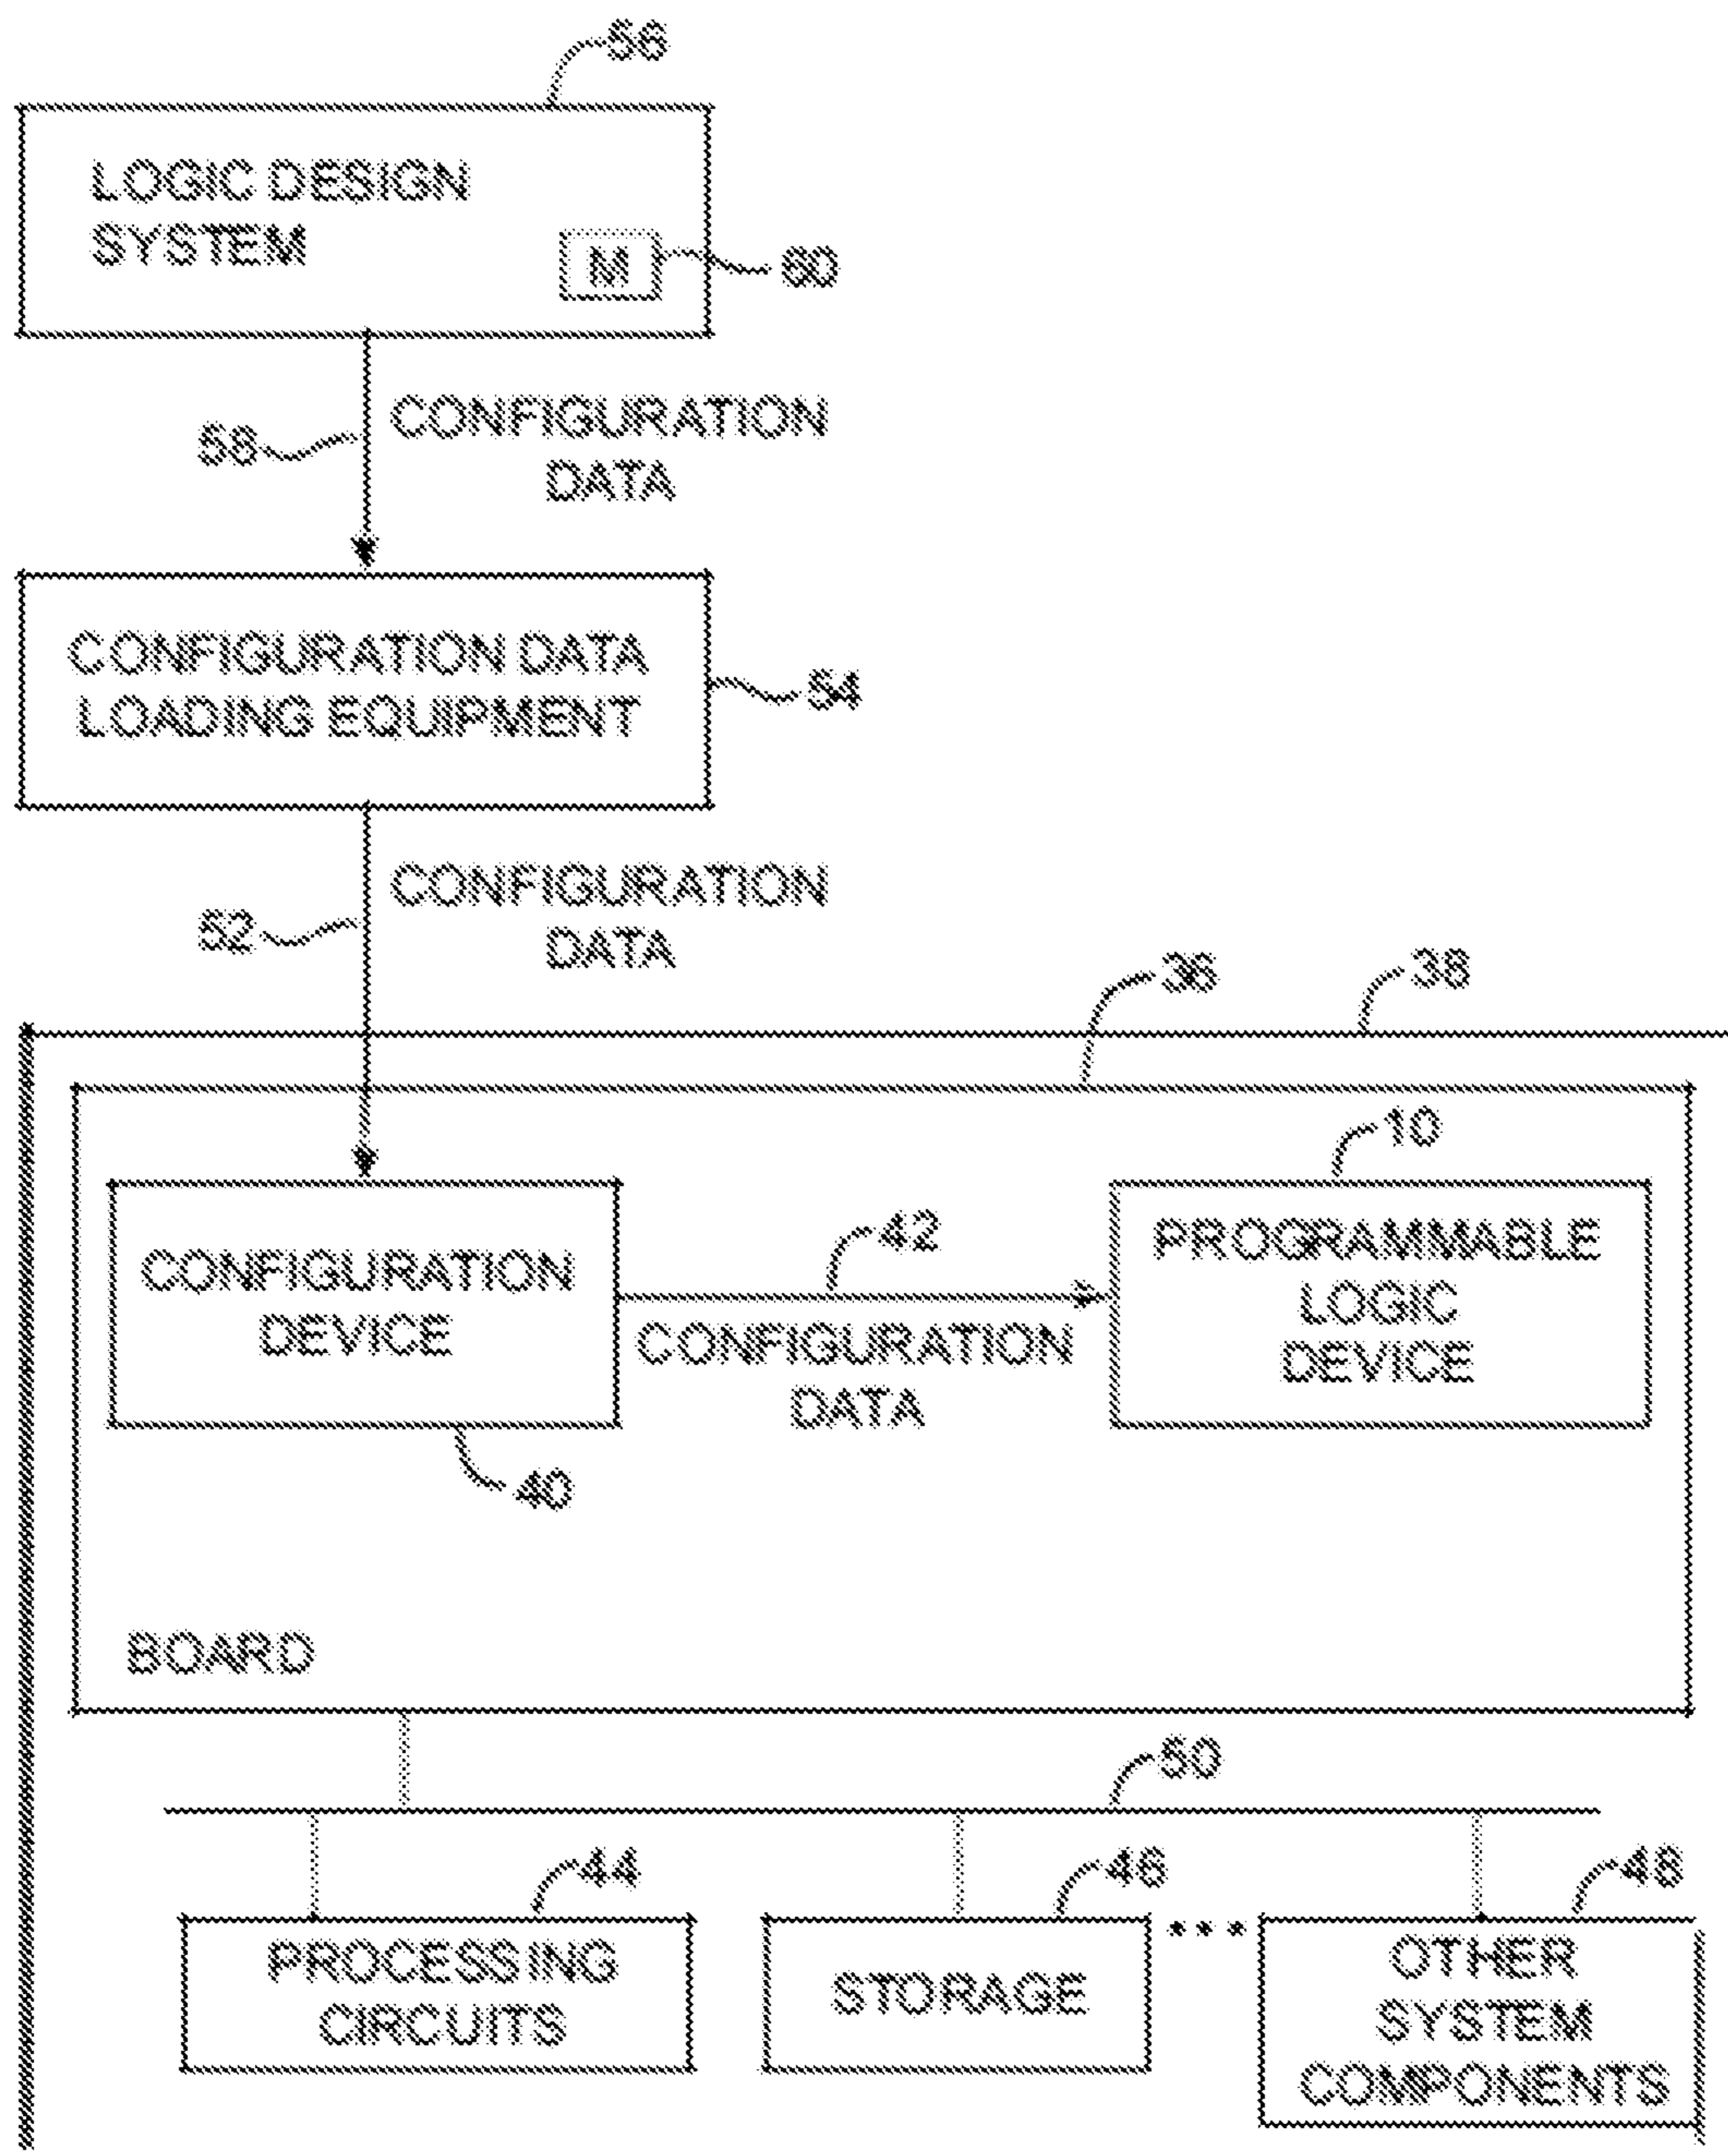 56
LOGIC DESIGN
SYSTEM
M
60
58
CONFIGURATION
DATA
CONFIGURATION DATA
LOADING EQUIPMENT
54
52
CONFIGURATION
DATA
36
38
10
CONFIGURATION
DEVICE
42
CONFIGURATION
DATA
PROGRAMMABLE
LOGIC
DEVICE
40
BOARD
50
44
46
48
PROCESSING
CIRCUITS
STORAGE
...
OTHER
SYSTEM
COMPONENTS